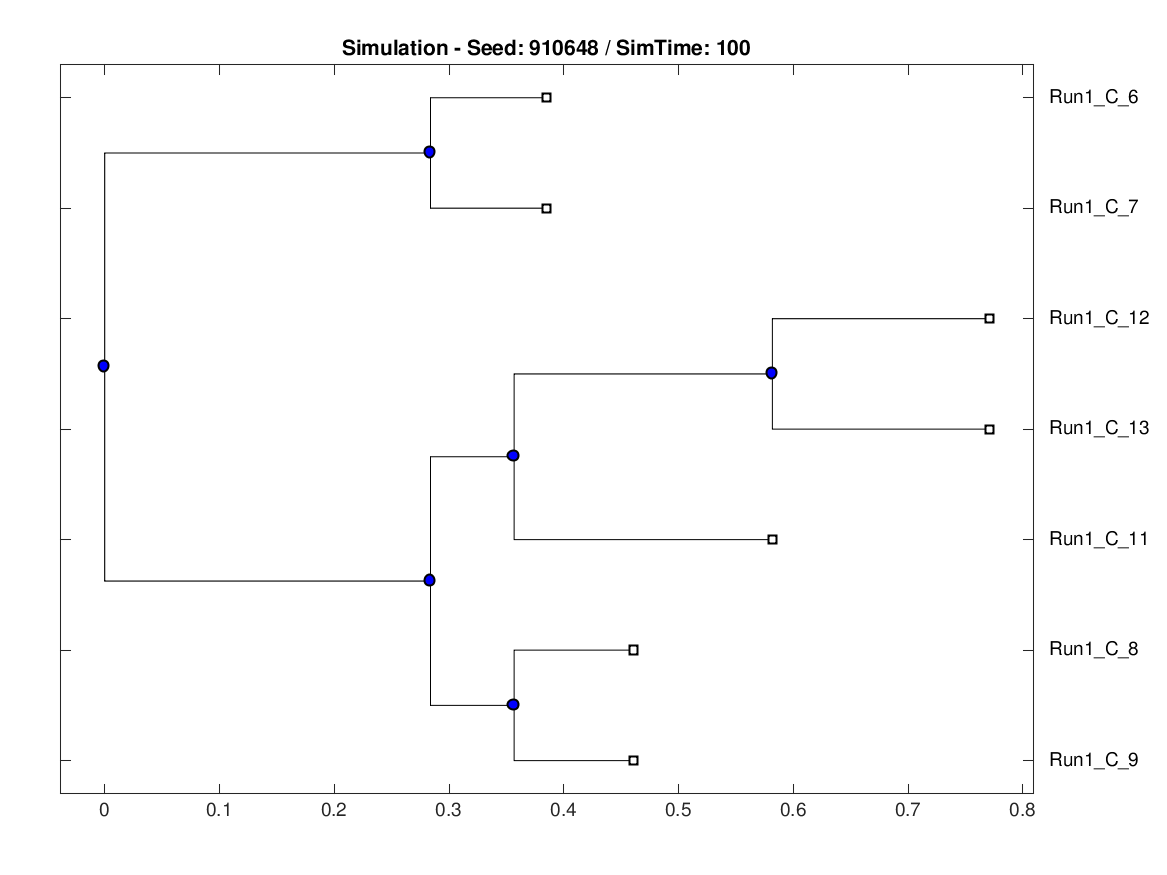 Simulation - Seed: 910648 / SimTime: 100
Run1_C_6
Run1_C_7
Run1_C_12
Run1_C_13
Run1_C_11
Run1_C_8
Run1_C_9
0 0.1 0.2 0.3 0.4 0.5 0.6 0.7 0.8